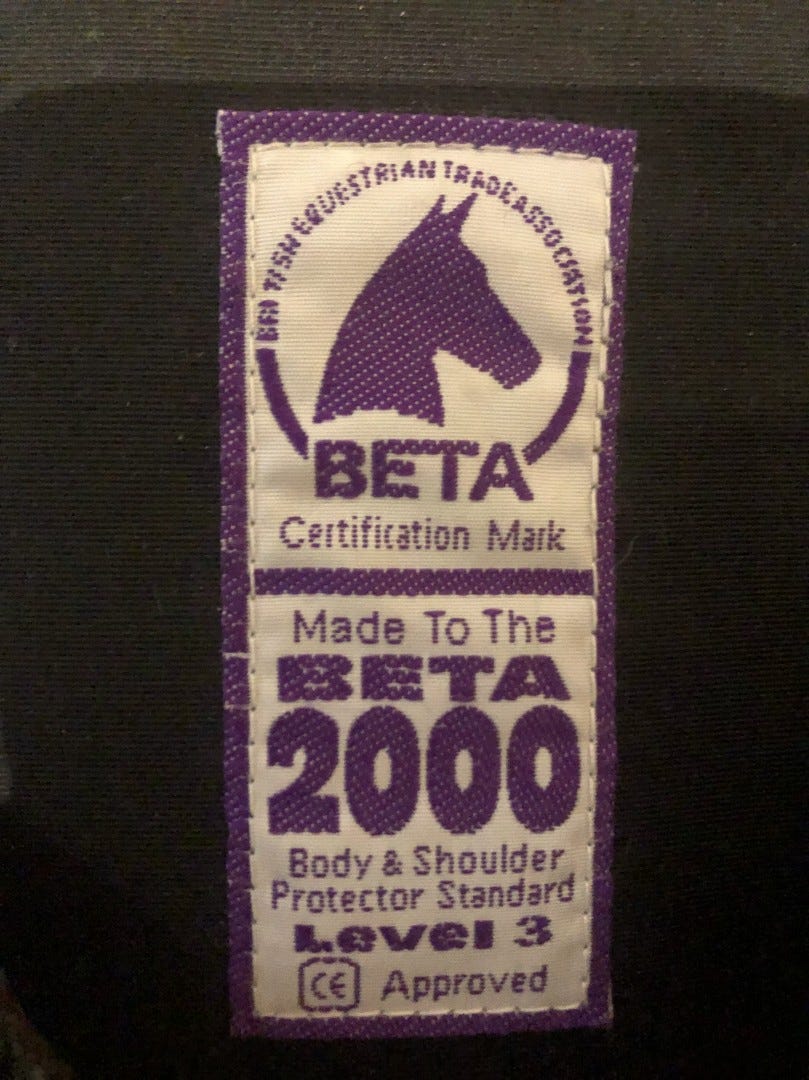 BRITISH EQUESTRIAN TRADE ASSOCIATION
BETA
Certification Mark
Made To The
BETA
2000
Body & Shoulder
Protector Standard
Level 3
CE Approved